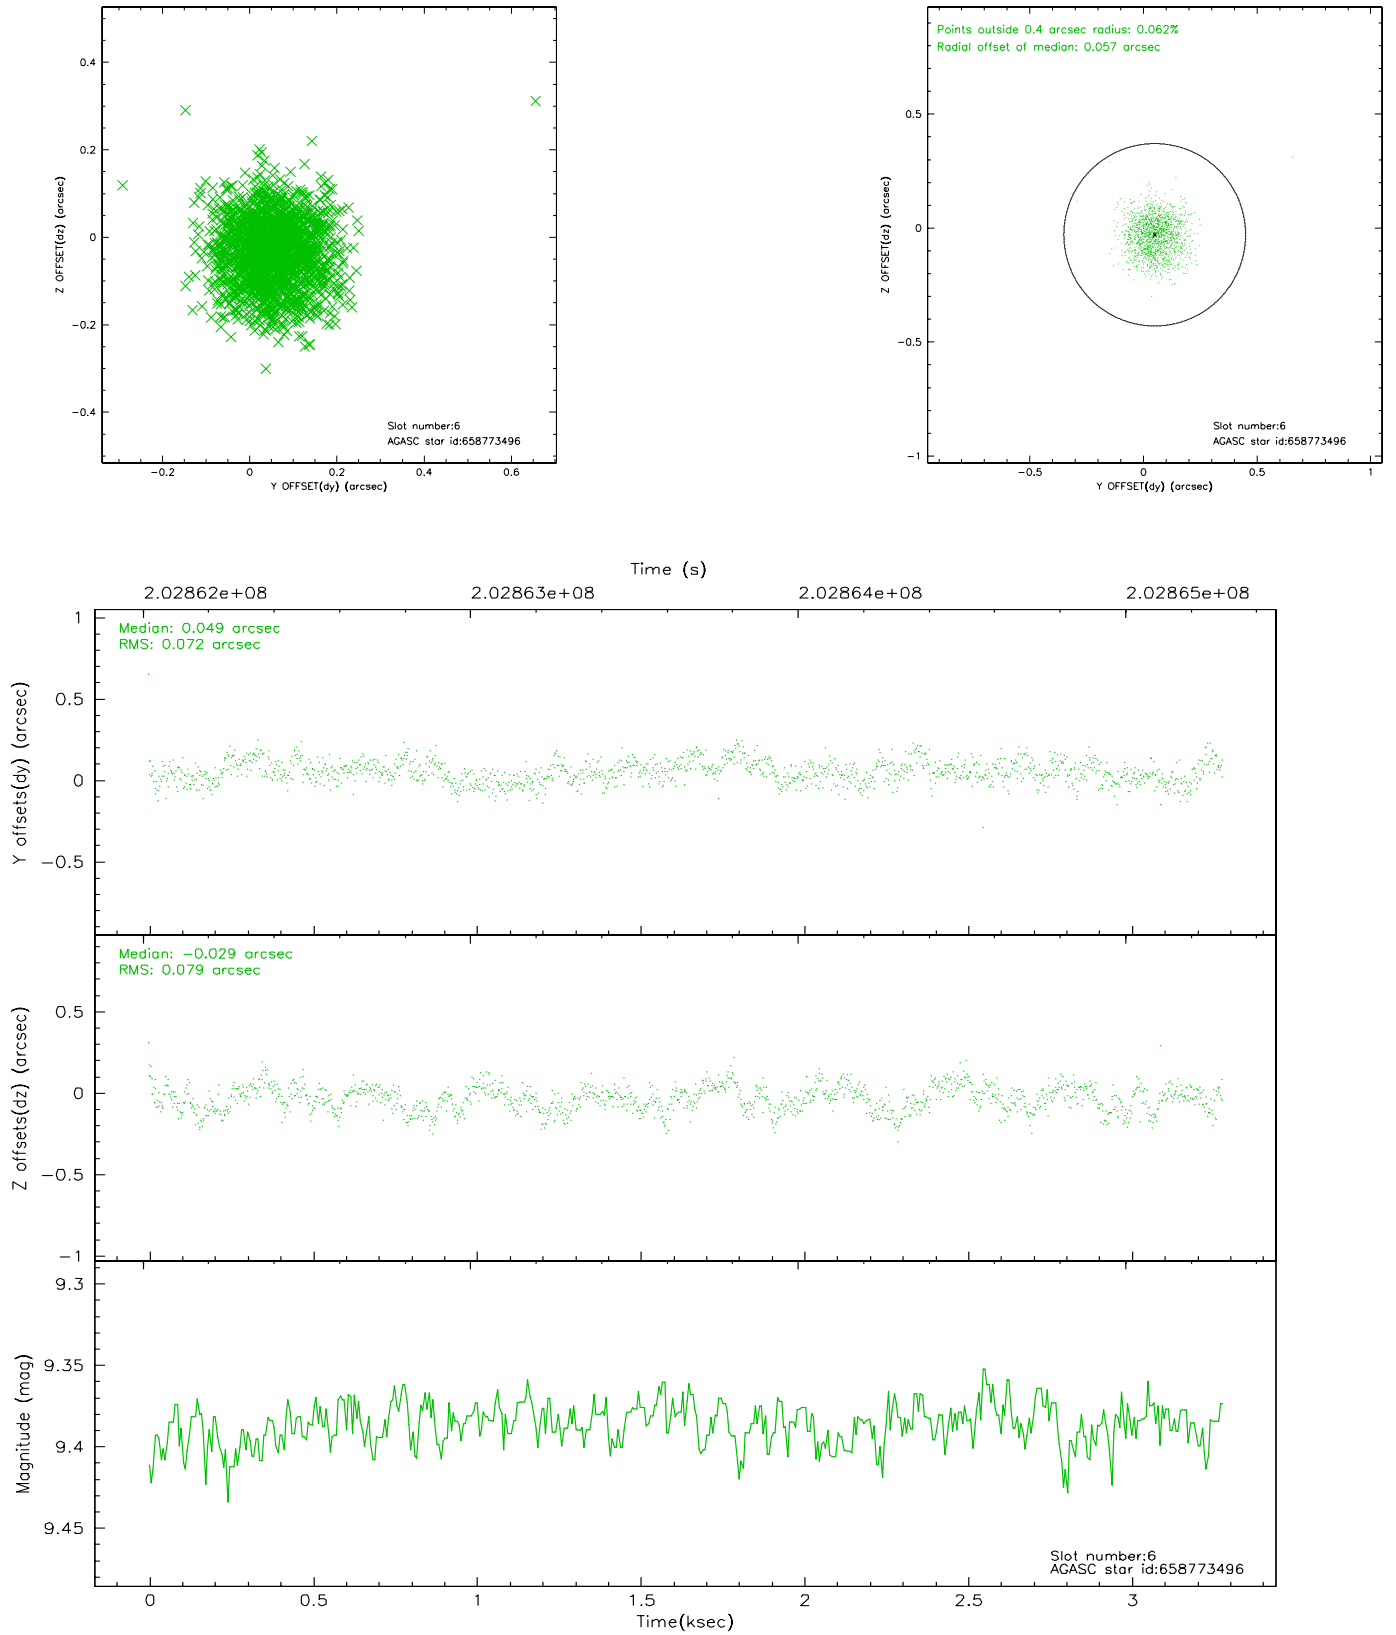 0.4
0.2
0
−0.2
−0.4
Z OFFSET(dz) (arcsec)
Slot number:6
AGASC star id:658773496
−0.2 0 0.2 0.4 0.6
Y OFFSET(dy) (arcsec)
Points outside 0.4 arcsec radius: 0.062%
Radial offset of median: 0.057 arcsec
0.5
0
−0.5
−1
Z OFFSET(dz) (arcsec)
Slot number:6
AGASC star id:658773496
−0.5 0 0.5 1
Y OFFSET(dy) (arcsec)
Time (s)
2.02862e+08 2.02863e+08 2.02864e+08 2.02865e+08
Median: 0.049 arcsec
RMS: 0.072 arcsec
1
0.5
0
−0.5
Y offsets(dy) (arcsec)
Median: −0.029 arcsec
RMS: 0.079 arcsec
0.5
0
−0.5
−1
Z offsets(dz) (arcsec)
9.3
9.35
9.4
9.45
Magnitude (mag)
Slot number:6
AGASC star id:658773496
0 0.5 1 1.5 2 2.5 3
Time(ksec)